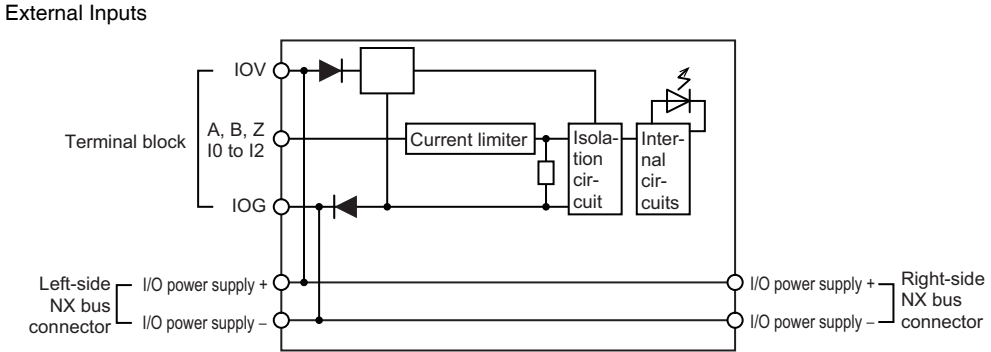 External Inputs
IOV
Terminal block
A, B, Z
I0 to I2
IOG
Current limiter
Isola-
tion
cir-
cuit
Inter-
nal
cir-
cuits
Left-side
NX bus
connector
I/O power supply +
I/O power supply –
I/O power supply +
I/O power supply –
Right-side
NX bus
connector